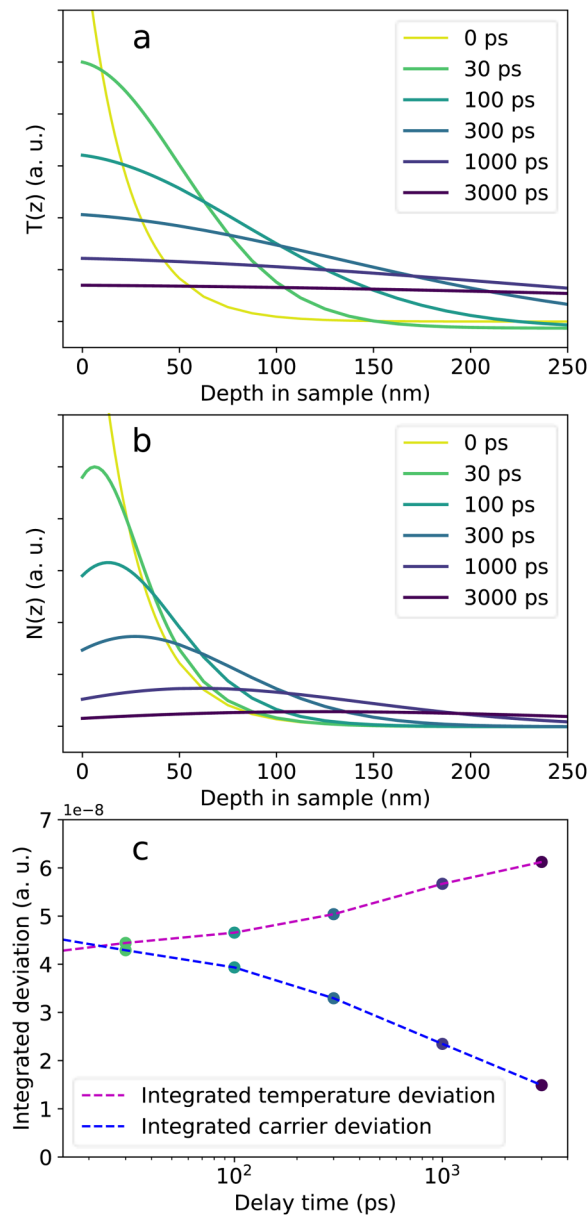 a
0 ps
30 ps
100 ps
300 ps
1000 ps
3000 ps
T(z) (a. u.)
0
50
100
150
200
250
Depth in sample (nm)
b
0 ps
30 ps
100 ps
300 ps
1000 ps
3000 ps
N(z) (a. u.)
0
50
100
150
200
250
Depth in sample (nm)
1e−8
c
7
6
5
4
3
2
1
0
Integrated deviation (a. u.)
Integrated temperature deviation
Integrated carrier deviation
10²
10³
Delay time (ps)